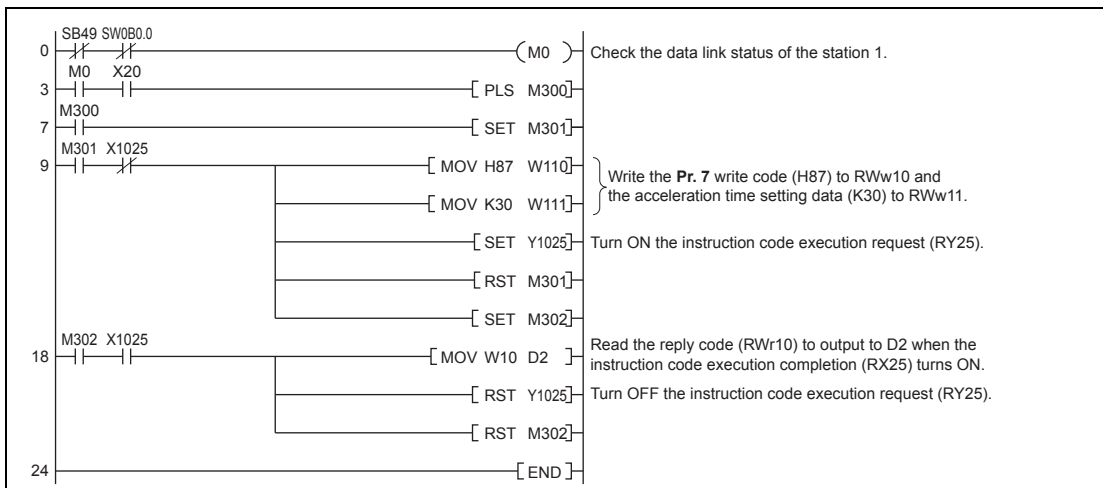 SB49 SW0B0.0
0 M0 Check the data link status of the station 1.
M0 X20
3 PLS M300
M300
7 SET M301
M301 X1025
9 MOV H87 W110
Write the Pr. 7 write code (H87) to RWw10 and
the acceleration time setting data (K30) to RWw11.
MOV K30 W111
SET Y1025 Turn ON the instruction code execution request (RY25).
RST M301
SET M302
M302 X1025
18 MOV W10 D2
Read the reply code (RWr10) to output to D2 when the
instruction code execution completion (RX25) turns ON.
RST Y1025 Turn OFF the instruction code execution request (RY25).
RST M302
24 END